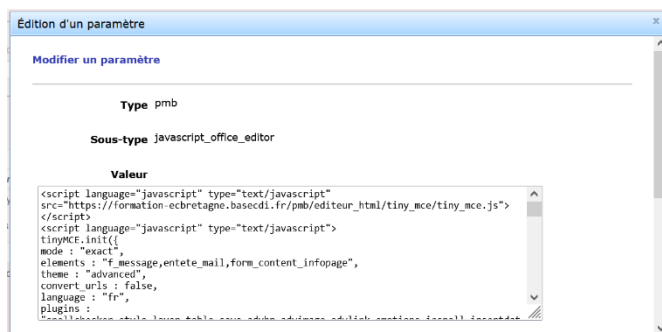 Édition d'un paramètre
x
Modifier un paramètre
Type pmb
Sous-type javascript_office_editor
Valeur
<script language="javascript" type="text/javascript"
src="https://formation-ecbretagne.basecdi.fr/pmb/editeur_html/tiny_mce/tiny_mce.js">
</script>
<script language="javascript" type="text/javascript">
tinyMCE.init({
mode : "exact",
elements : "f_message,entete_mail,form_content_infopage",
theme : "advanced",
convert_urls : false,
language : "fr",
plugins :